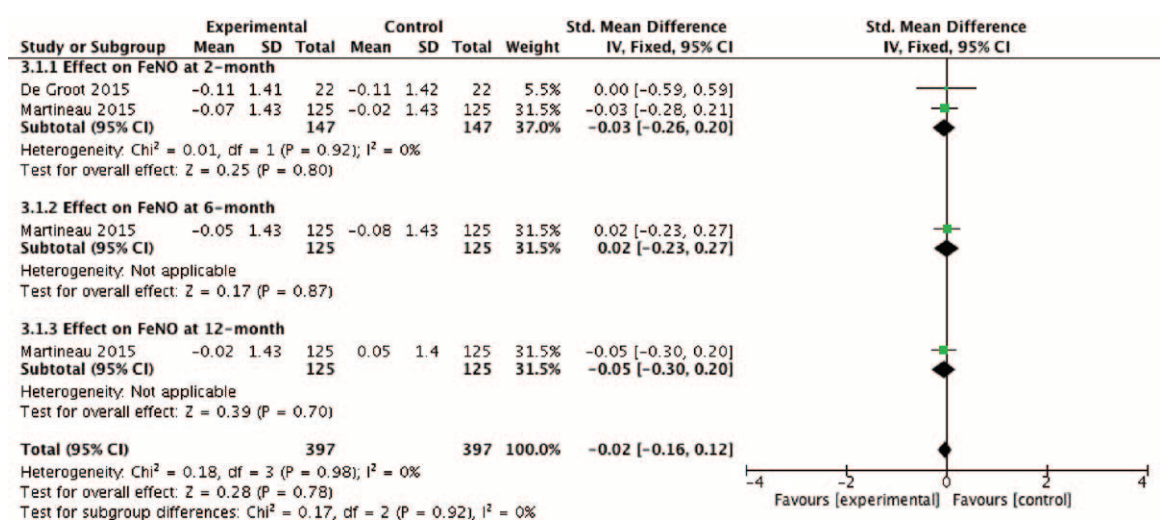 Experimental Control Std. Mean Difference Std. Mean Difference
Study or Subgroup Mean SD Total Mean SD Total Weight IV, Fixed, 95% CI IV, Fixed, 95% CI
3.1.1 Effect on FeNO at 2-month
De Groot 2015 -0.11 1.41 22 -0.11 1.42 22 5.5% 0.00 [-0.59, 0.59]
Martineau 2015 -0.07 1.43 125 -0.02 1.43 125 31.5% -0.03 [-0.28, 0.21]
Subtotal (95% CI) 147 147 37.0% -0.03 [-0.26, 0.20]
Heterogeneity: Chi² = 0.01, df = 1 (P = 0.92); I² = 0%
Test for overall effect: Z = 0.25 (P = 0.80)
3.1.2 Effect on FeNO at 6-month
Martineau 2015 -0.05 1.43 125 -0.08 1.43 125 31.5% 0.02 [-0.23, 0.27]
Subtotal (95% CI) 125 125 31.5% 0.02 [-0.23, 0.27]
Heterogeneity: Not applicable
Test for overall effect: Z = 0.17 (P = 0.87)
3.1.3 Effect on FeNO at 12-month
Martineau 2015 -0.02 1.43 125 0.05 1.4 125 31.5% -0.05 [-0.30, 0.20]
Subtotal (95% CI) 125 125 31.5% -0.05 [-0.30, 0.20]
Heterogeneity: Not applicable
Test for overall effect: Z = 0.39 (P = 0.70)
Total (95% CI) 397 397 100.0% -0.02 [-0.16, 0.12]
Heterogeneity: Chi² = 0.18, df = 3 (P = 0.98); I² = 0%
Test for overall effect: Z = 0.28 (P = 0.78)
Test for subgroup differences: Chi² = 0.17, df = 2 (P = 0.92), I² = 0%
-4 -2 0 2 4
Favours [experimental] Favours [control]